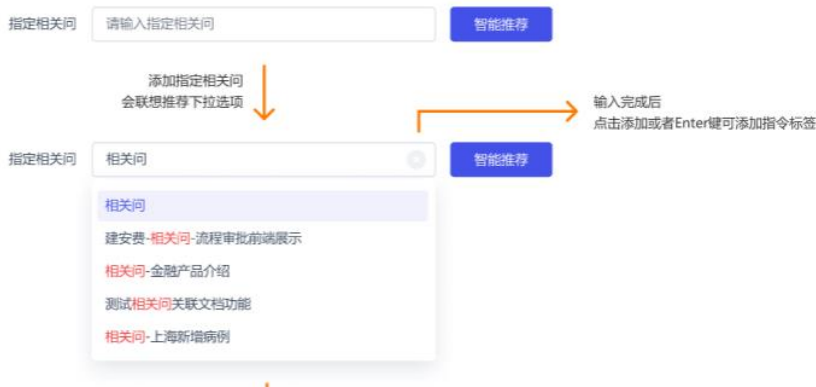 指定相关问 请输入指定相关问 智能推荐
添加指定相关问
会联想推荐下拉选项
输入完成后
点击添加或者Enter键可添加指令标签
指定相关问 相关问 智能推荐
相关问
建安费-相关问-流程审批前端展示
相关问-金融产品介绍
测试相关问关联文档功能
相关问-上海新增病例